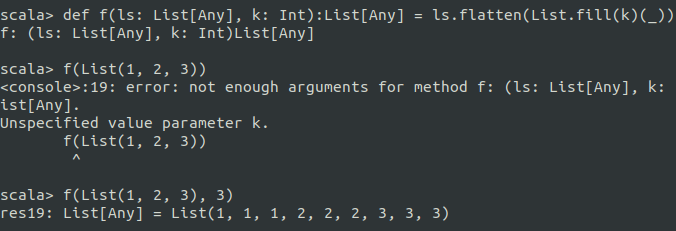 scala> def f(ls: List[Any], k: Int):List[Any] = ls.flatten(List.fill(k)(_))
f: (ls: List[Any], k: Int)List[Any]
scala> f(List(1, 2, 3))
<console>:19: error: not enough arguments for method f: (ls: List[Any], k:
ist[Any].
Unspecified value parameter k.
       f(List(1, 2, 3))
        ^
scala> f(List(1, 2, 3), 3)
res19: List[Any] = List(1, 1, 1, 2, 2, 2, 3, 3, 3)